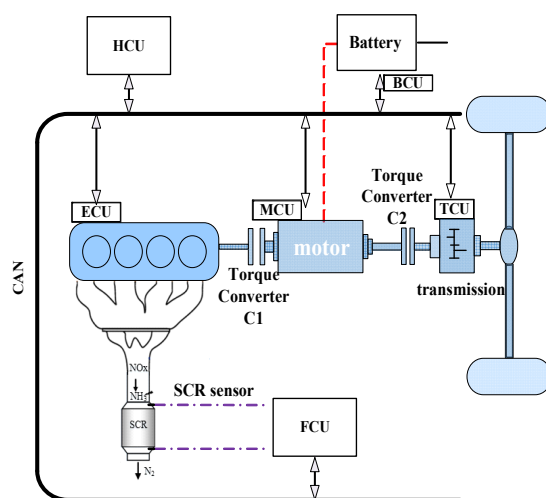 HCU
Battery
BCU
ECU
MCU
Torque
Converter
C2
TCU
motor
Torque
Converter
C1
transmission
CAN
NOx
NH3
SCR sensor
SCR
FCU
N2